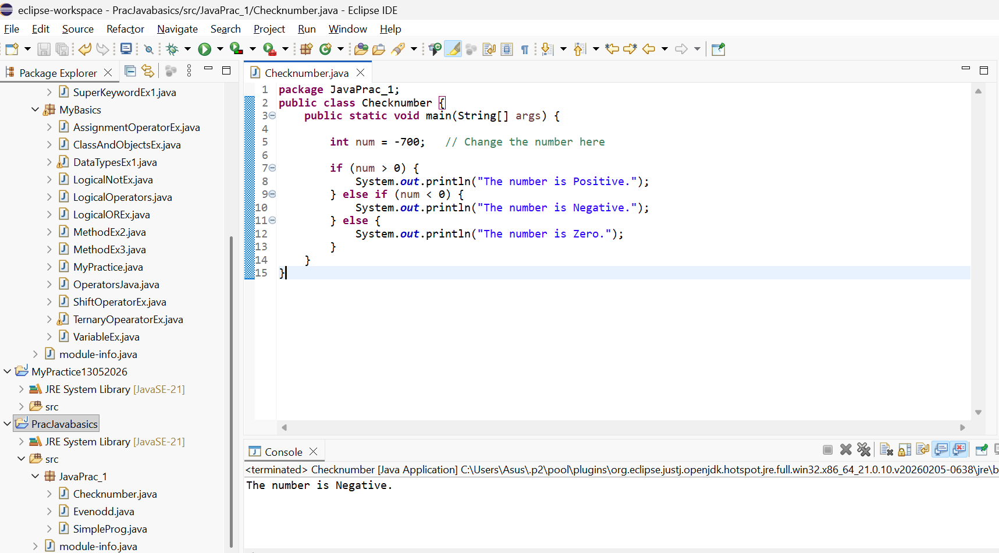 eclipse-workspace - PracJavabasics/src/JavaPrac_1/Checknumber.java - Eclipse IDE
File Edit Source Refactor Navigate Search Project Run Window Help
Package Explorer
SuperKeywordEx1.java
MyBasics
AssignmentOperatorEx.java
ClassAndObjectsEx.java
DataTypesEx1.java
LogicalNotEx.java
LogicalOperators.java
LogicalOREx.java
MethodEx2.java
MethodEx3.java
MyPractice.java
OperatorsJava.java
ShiftOperatorEx.java
TernaryOpearatorEx.java
VariableEx.java
module-info.java
MyPractice13052026
JRE System Library [JavaSE-21]
src
PracJavabasics
JRE System Library [JavaSE-21]
src
JavaPrac_1
Checknumber.java
Evenodd.java
SimpleProg.java
module-info.java
Checknumber.java
1 package JavaPrac_1;
2 public class Checknumber {
3     public static void main(String[] args) {
4
5         int num = -700;   // Change the number here
6
7         if (num > 0) {
8             System.out.println("The number is Positive.");
9         } else if (num < 0) {
10             System.out.println("The number is Negative.");
11         } else {
12             System.out.println("The number is Zero.");
13         }
14     }
15 }
Console
<terminated> Checknumber [Java Application] C:\Users\Asus\.p2\pool\plugins\org.eclipse.justj.openjdk.hotspot.jre.full.win32.x86_64_21.0.10.v20260205-0638\jre\b
The number is Negative.